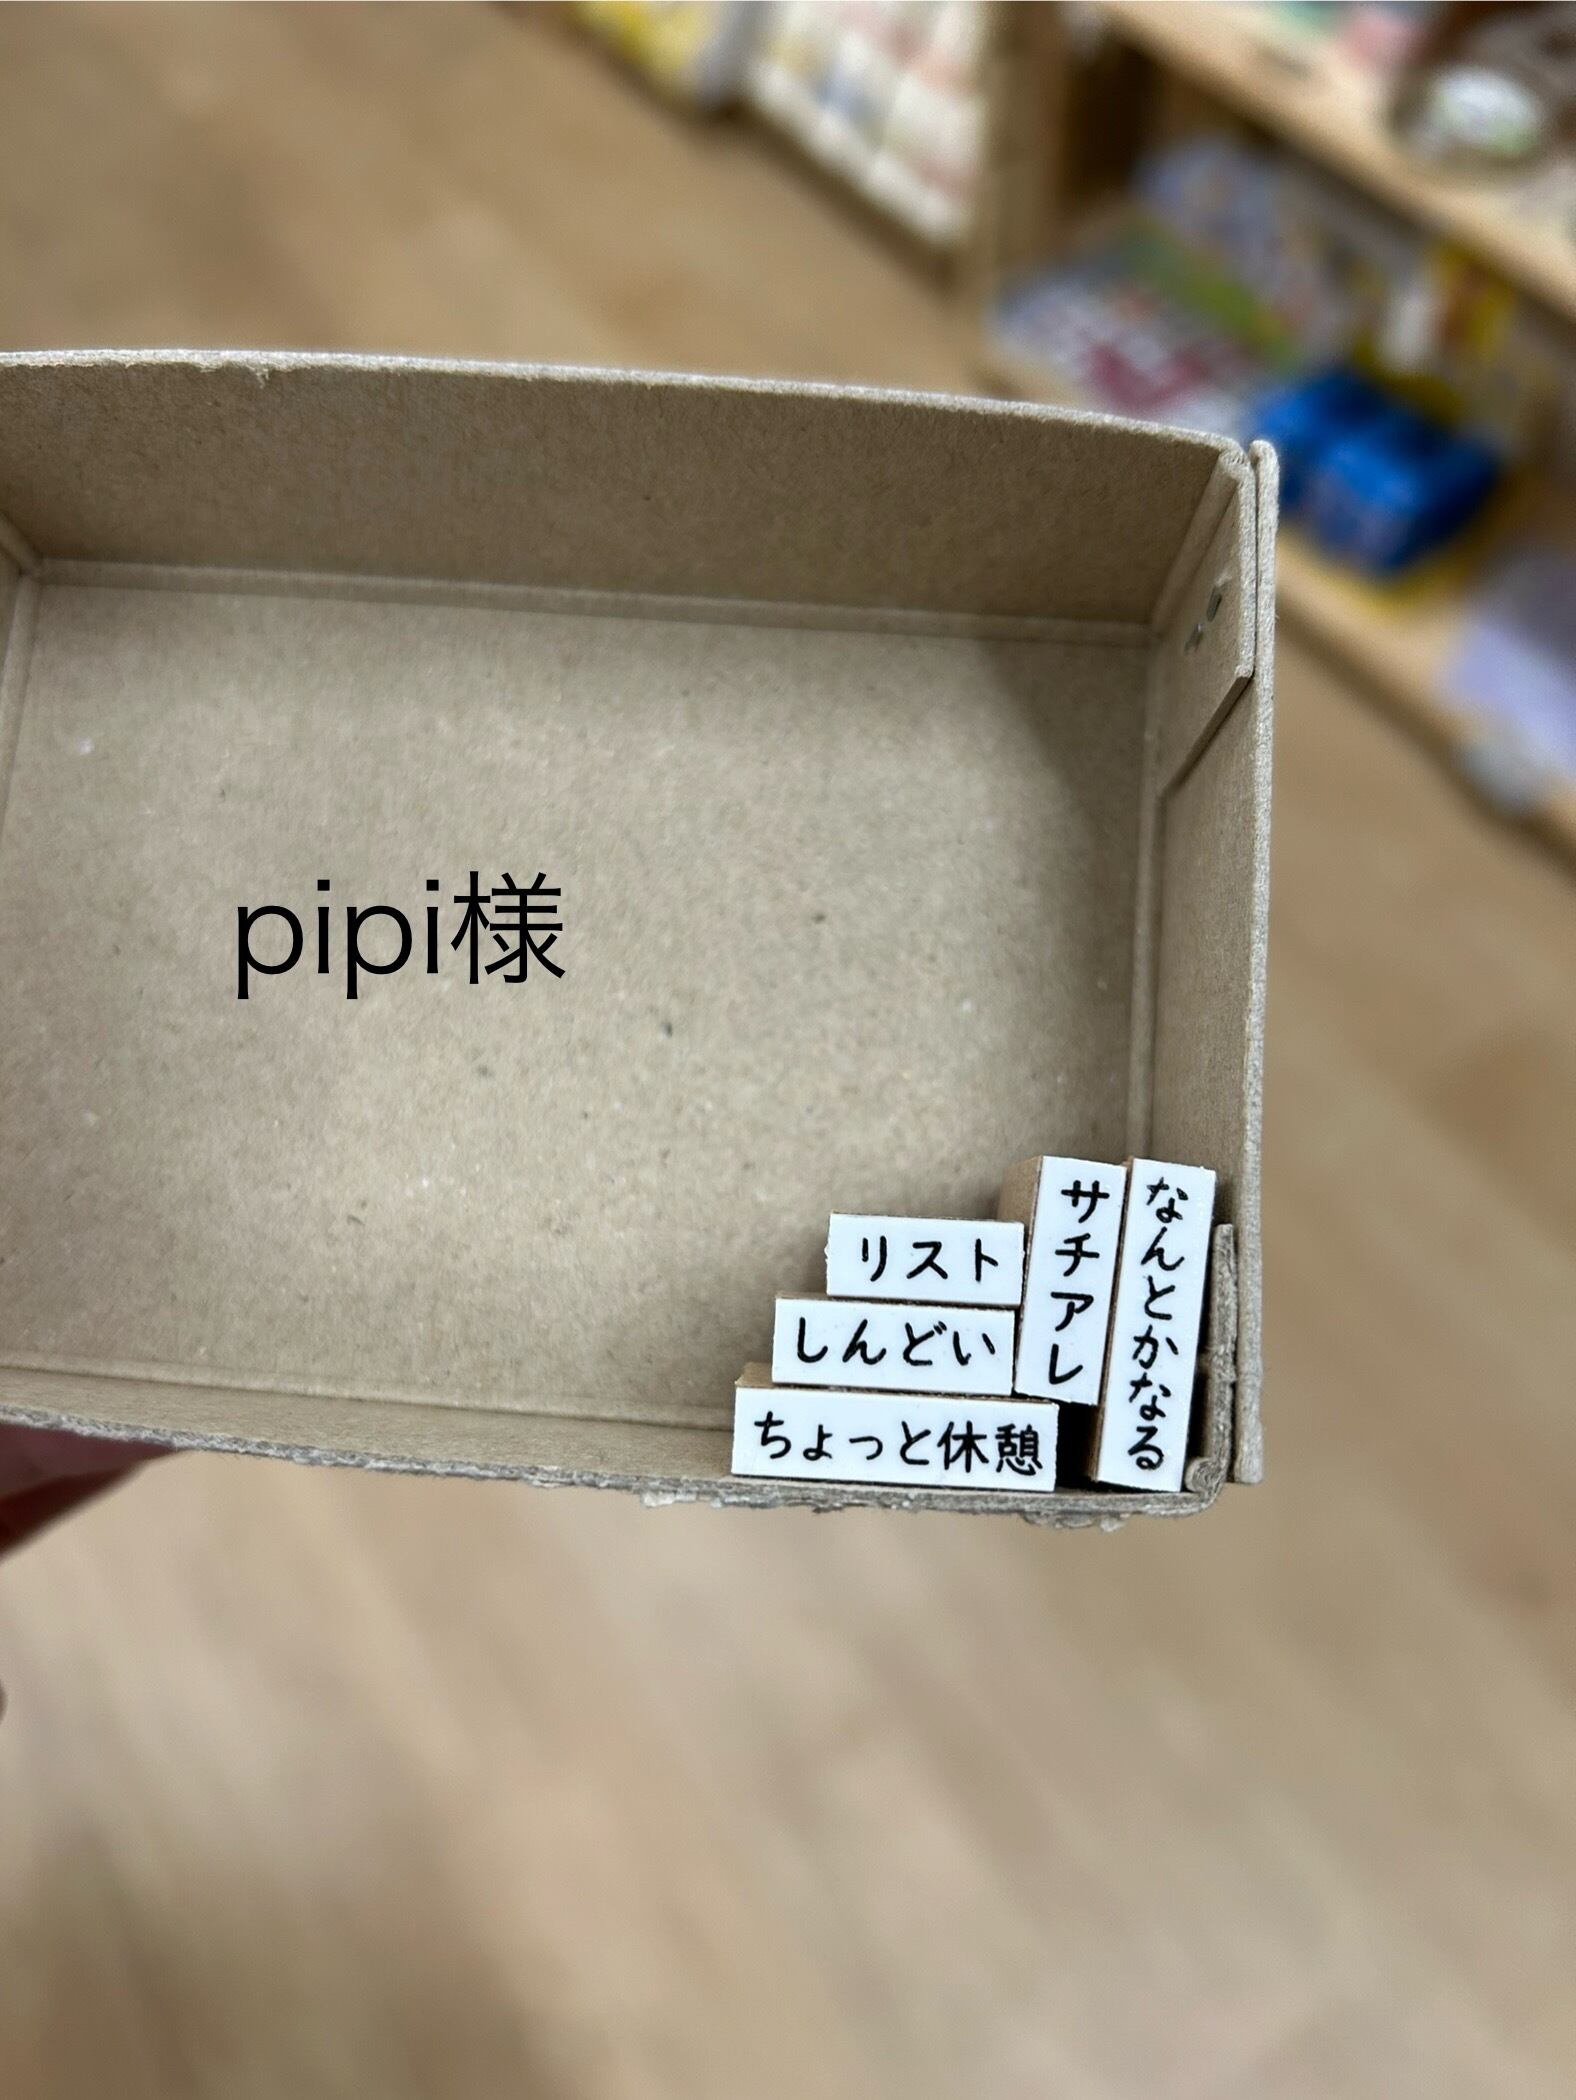 pipi様
リスト
しんどい
ちょっと休憩
サチアレ
なんとかなる